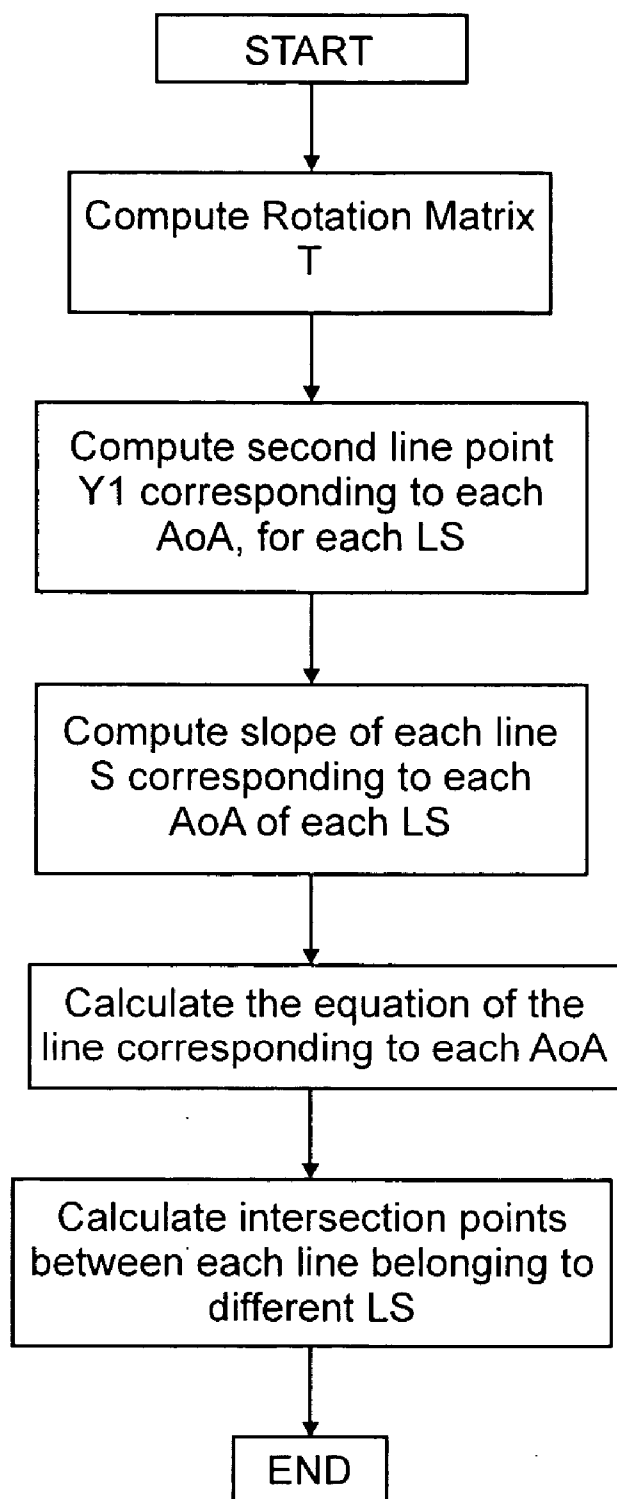 START
Compute Rotation Matrix
T
Compute second line point
Y1 corresponding to each
AoA, for each LS
Compute slope of each line
S corresponding to each
AoA of each LS
Calculate the equation of the
line corresponding to each AoA
Calculate intersection points
between each line belonging to
different LS
END